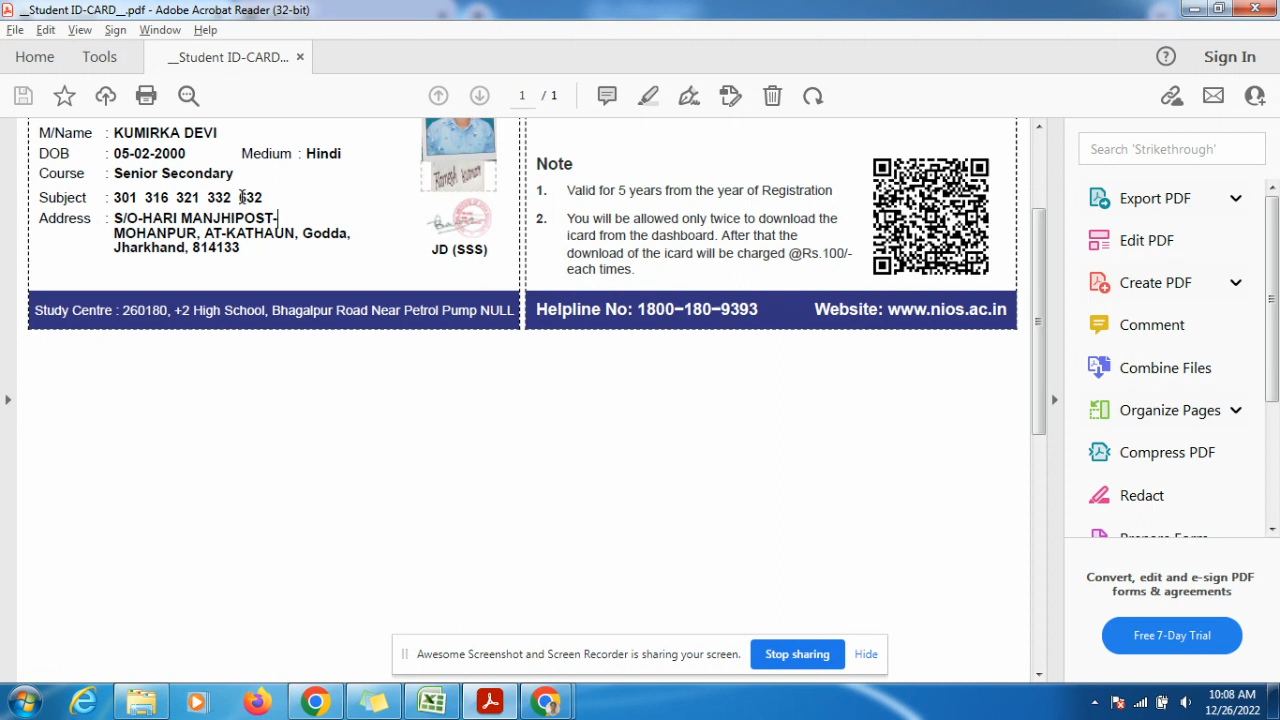 __Student ID-CARD__.pdf - Adobe Acrobat Reader (32-bit)
File Edit View Sign Window Help
Home Tools __Student ID-CARD... × Sign In
1 / 1
M/Name : KUMIRKA DEVI
DOB : 05-02-2000 Medium : Hindi
Course : Senior Secondary
Subject : 301 316 321 332
Address : S/O-HARI MANJHIPOST-
MOHANPUR, AT-KATHAUN, Godda,
Jharkhand, 814133
JD (SSS)
Study Centre : 260180, +2 High School, Bhagalpur Road Near Petrol Pump NULL
Note
1. Valid for 5 years from the year of Registration
2. You will be allowed only twice to download the
icard from the dashboard. After that the
download of the icard will be charged @Rs.100/-
each times.
Helpline No: 1800−180−9393 Website: www.nios.ac.in
Search 'Strikethrough'
Export PDF
Edit PDF
Create PDF
Comment
Combine Files
Organize Pages
Compress PDF
Redact
Prepare Form
Convert, edit and e-sign PDF
forms & agreements
Free 7-Day Trial
Awesome Screenshot and Screen Recorder is sharing your screen. Stop sharing Hide
10:08 AM
12/26/2022